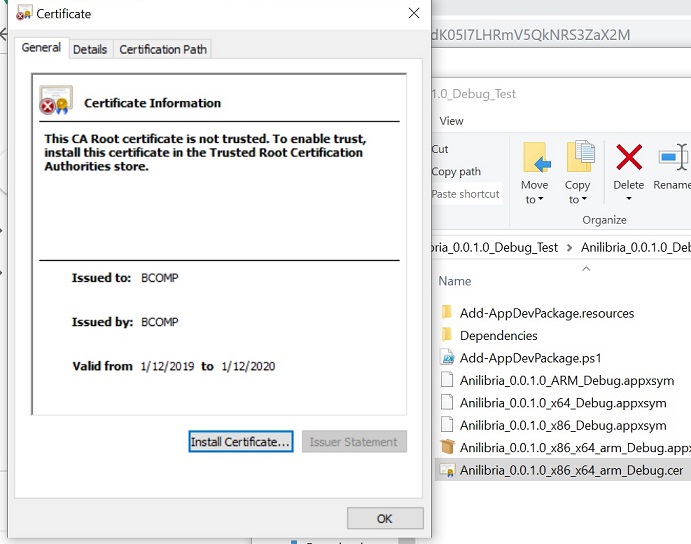 Certificate
General
Details
Certification Path
Certificate Information
This CA Root certificate is not trusted. To enable trust,
install this certificate in the Trusted Root Certification
Authorities store.
Issued to: BCOMP
Issued by: BCOMP
Valid from 1/12/2019 to 1/12/2020
Install Certificate...
Issuer Statement
OK
dK05I7LHRmV5QkNRS3ZaX2M
1.0_Debug_Test
View
Cut
Copy path
Paste shortcut
Move
to
Copy
to
Delete
Rename
Organize
oria_0.0.1.0_Debug_Test > Anilibria_0.0.1.0_Deb
Name
Add-AppDevPackage.resources
Dependencies
Add-AppDevPackage.ps1
Anilibria_0.0.1.0_ARM_Debug.appxsym
Anilibria_0.0.1.0_x64_Debug.appxsym
Anilibria_0.0.1.0_x86_Debug.appxsym
Anilibria_0.0.1.0_x86_x64_arm_Debug.appx
Anilibria_0.0.1.0_x86_x64_arm_Debug.cer